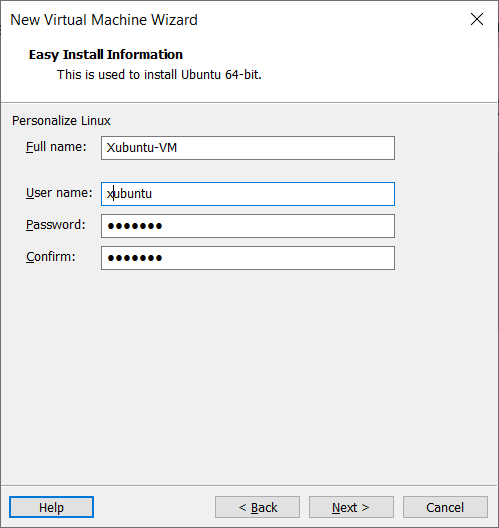 New Virtual Machine Wizard
Easy Install Information
This is used to install Ubuntu 64-bit.
Personalize Linux
Full name: Xubuntu-VM
User name: xubuntu
Password: ●●●●●●●
Confirm: ●●●●●●●
Help < Back Next > Cancel